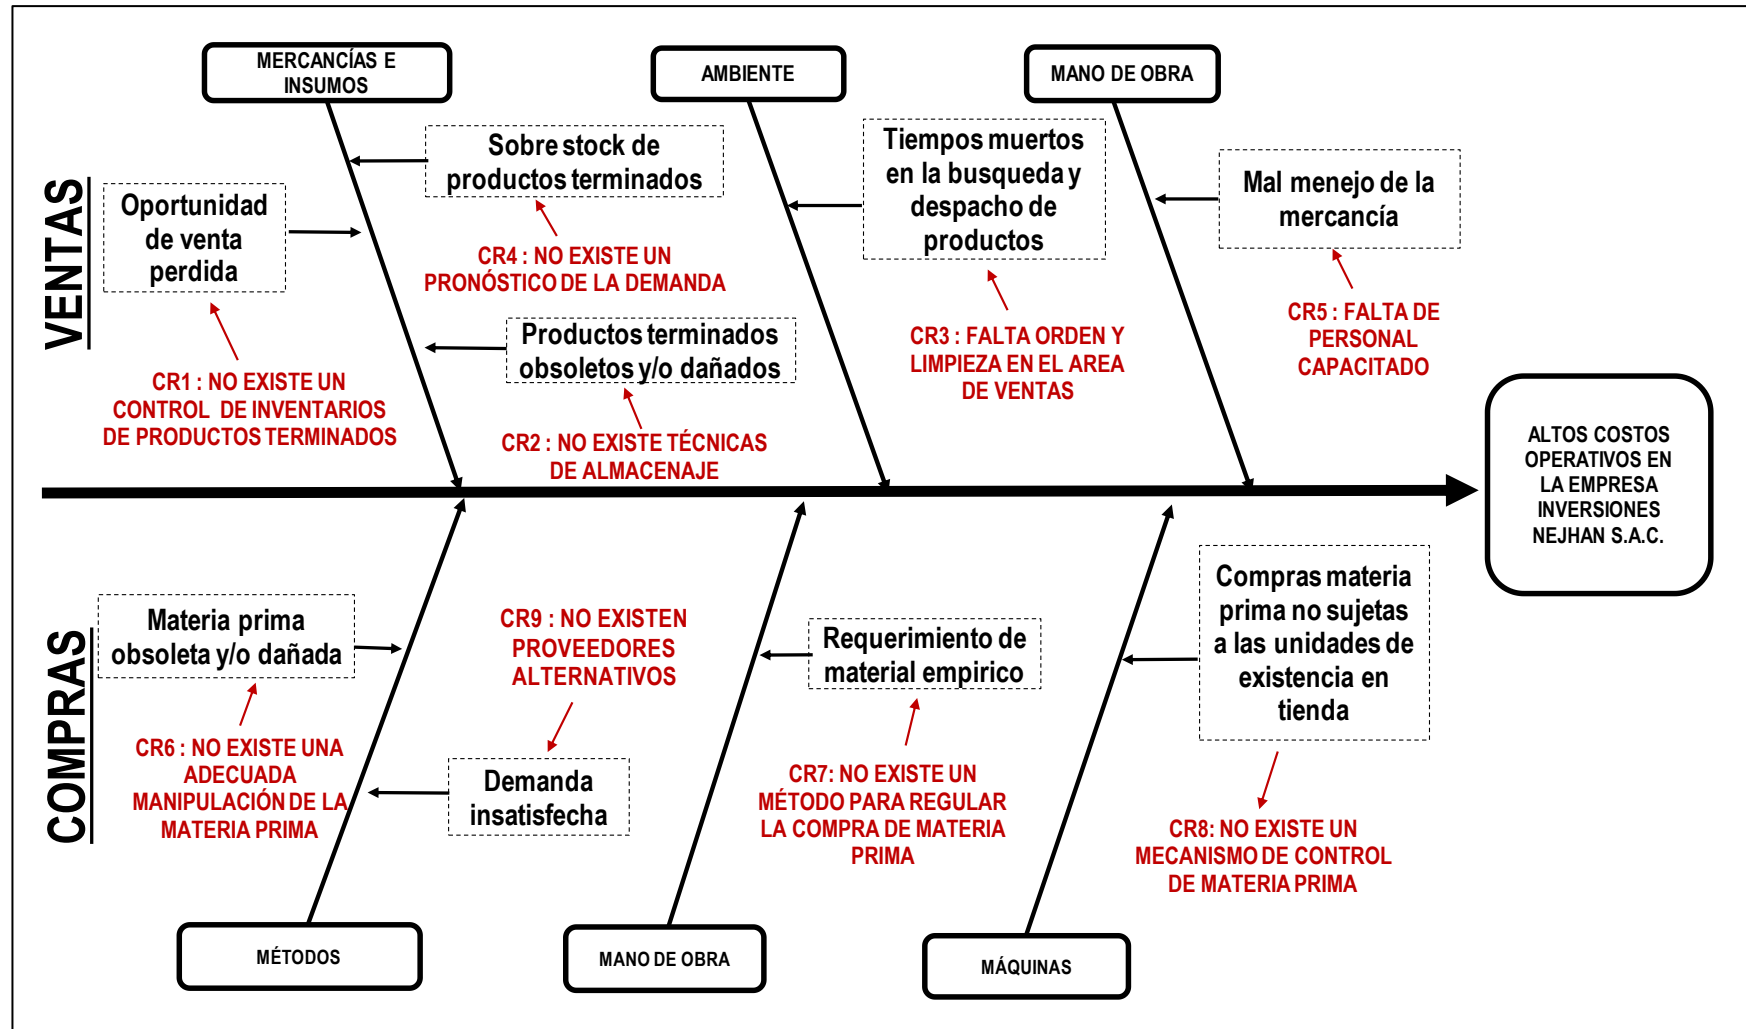 MERCANCÍAS E
INSUMOS
AMBIENTE
MANO DE OBRA
VENTAS
Oportunidad
de venta
perdida
CR1 : NO EXISTE UN
CONTROL DE INVENTARIOS
DE PRODUCTOS TERMINADOS
Sobre stock de
productos terminados
CR4 : NO EXISTE UN
PRONÓSTICO DE LA DEMANDA
Productos terminados
obsoletos y/o dañados
CR2 : NO EXISTE TÉCNICAS
DE ALMACENAJE
Tiempos muertos
en la busqueda y
despacho de
productos
CR3 : FALTA ORDEN Y
LIMPIEZA EN EL AREA
DE VENTAS
Mal menejo de la
mercancía
CR5 : FALTA DE
PERSONAL
CAPACITADO
ALTOS COSTOS
OPERATIVOS EN
LA EMPRESA
INVERSIONES
NEJHAN S.A.C.
COMPRAS
Materia prima
obsoleta y/o dañada
CR6 : NO EXISTE UNA
ADECUADA
MANIPULACIÓN DE LA
MATERIA PRIMA
CR9 : NO EXISTEN
PROVEEDORES
ALTERNATIVOS
Demanda
insatisfecha
Requerimiento de
material empirico
CR7: NO EXISTE UN
MÉTODO PARA REGULAR
LA COMPRA DE MATERIA
PRIMA
Compras materia
prima no sujetas
a las unidades de
existencia en
tienda
CR8: NO EXISTE UN
MECANISMO DE CONTROL
DE MATERIA PRIMA
MÉTODOS
MANO DE OBRA
MÁQUINAS